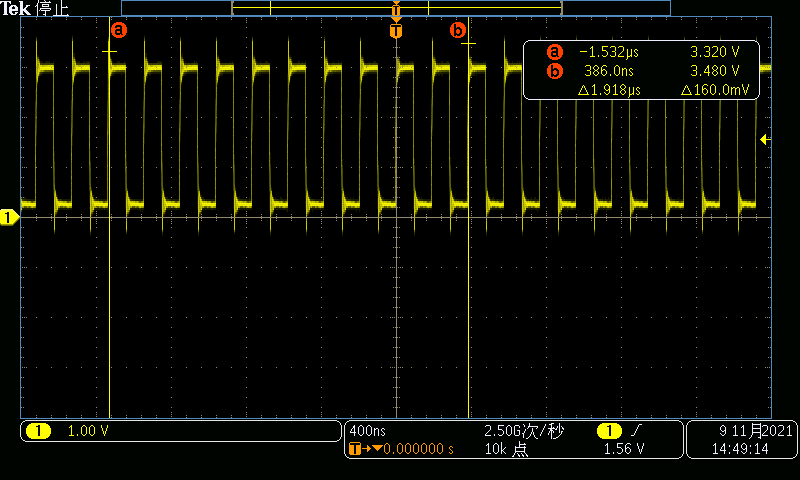 Tek 停止
T
a
T
b
a −1.532μs 3.320 V
b 386.0ns 3.480 V
△1.918μs △160.0mV
1
1 1.00 V
400ns 2.50G次/秒 1
T→▼0.000000 s 10k 点 1.56 V
9 11月2021
14:49:14